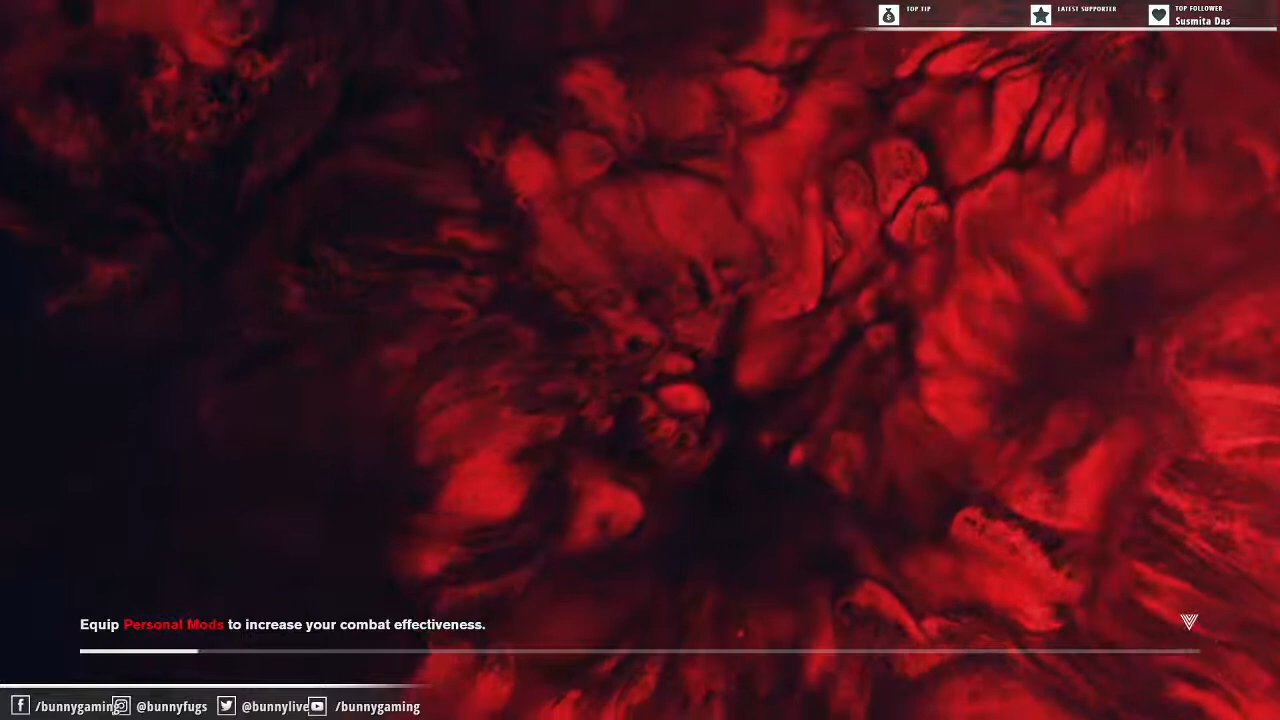 TOP TIP
LATEST SUPPORTER
TOP FOLLOWER
Susmita Das
Equip Personal Mods to increase your combat effectiveness.
/bunnygaming @bunnyfugs @bunnylive /bunnygaming